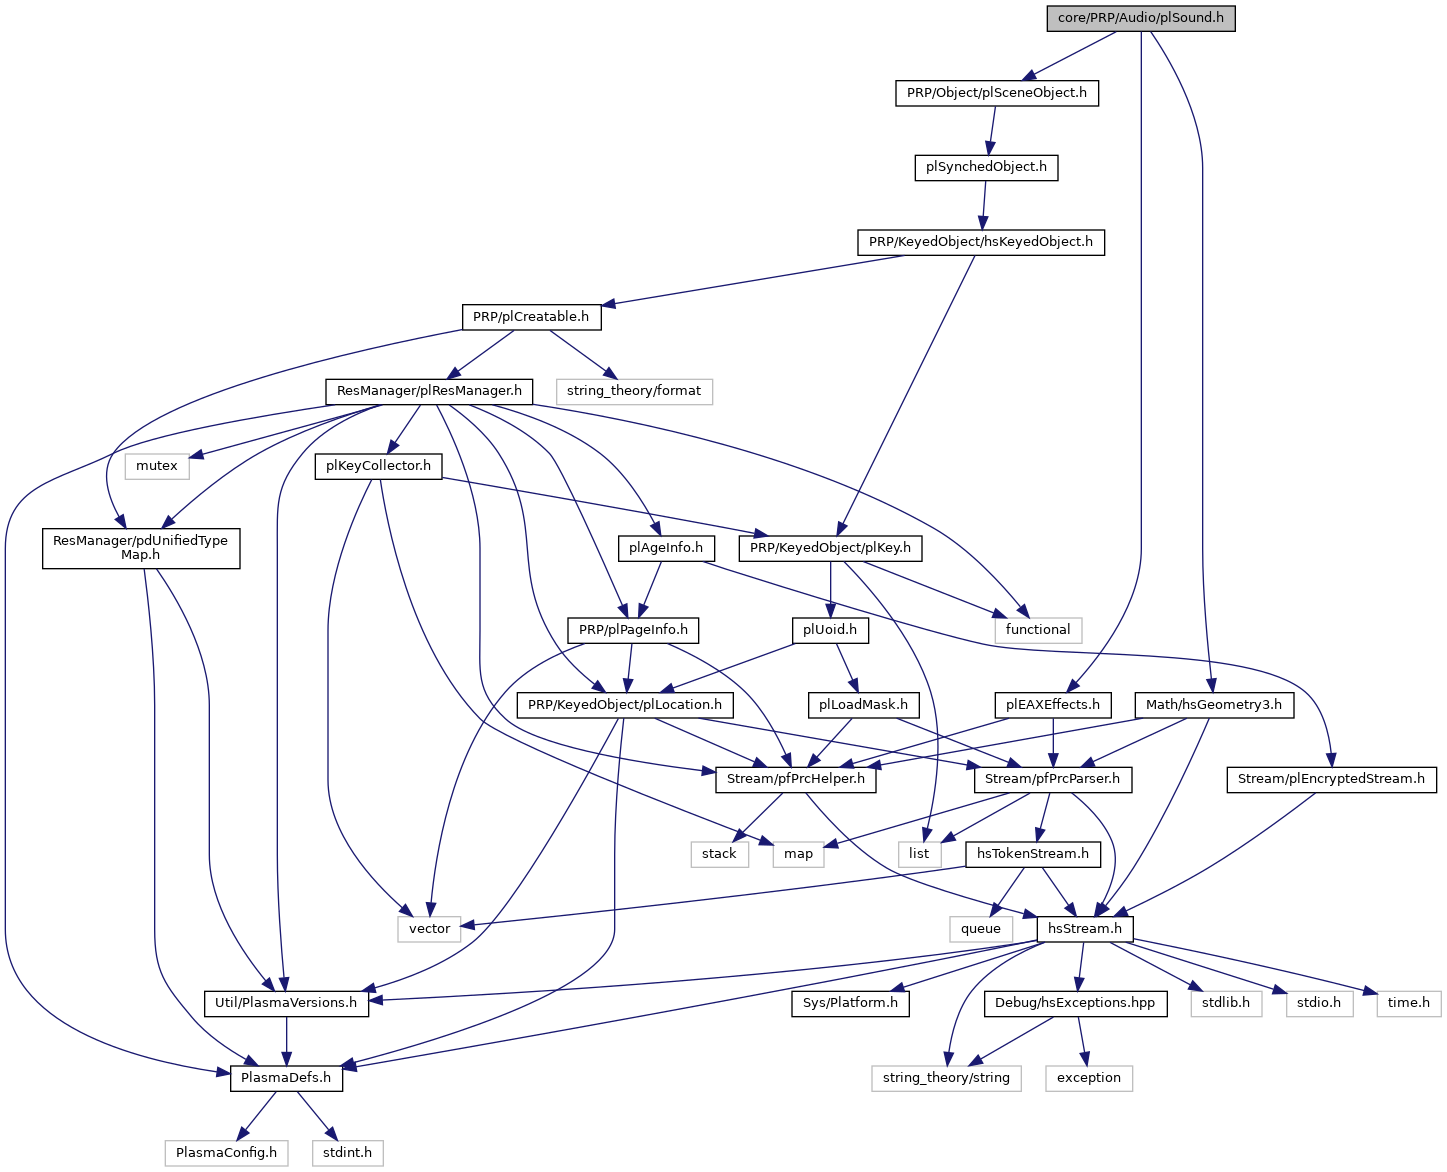 core/PRP/Audio/plSound.h
PRP/Object/plSceneObject.h
plSynchedObject.h
PRP/KeyedObject/hsKeyedObject.h
PRP/plCreatable.h
ResManager/plResManager.h
string_theory/format
mutex
plKeyCollector.h
ResManager/pdUnifiedType
Map.h
plAgeInfo.h
PRP/KeyedObject/plKey.h
PRP/plPageInfo.h
plUoid.h
functional
PRP/KeyedObject/plLocation.h
plLoadMask.h
plEAXEffects.h
Math/hsGeometry3.h
Stream/pfPrcHelper.h
Stream/pfPrcParser.h
Stream/plEncryptedStream.h
stack
map
list
hsTokenStream.h
vector
queue
hsStream.h
Util/PlasmaVersions.h
Sys/Platform.h
Debug/hsExceptions.hpp
stdlib.h
stdio.h
time.h
PlasmaDefs.h
string_theory/string
exception
PlasmaConfig.h
stdint.h